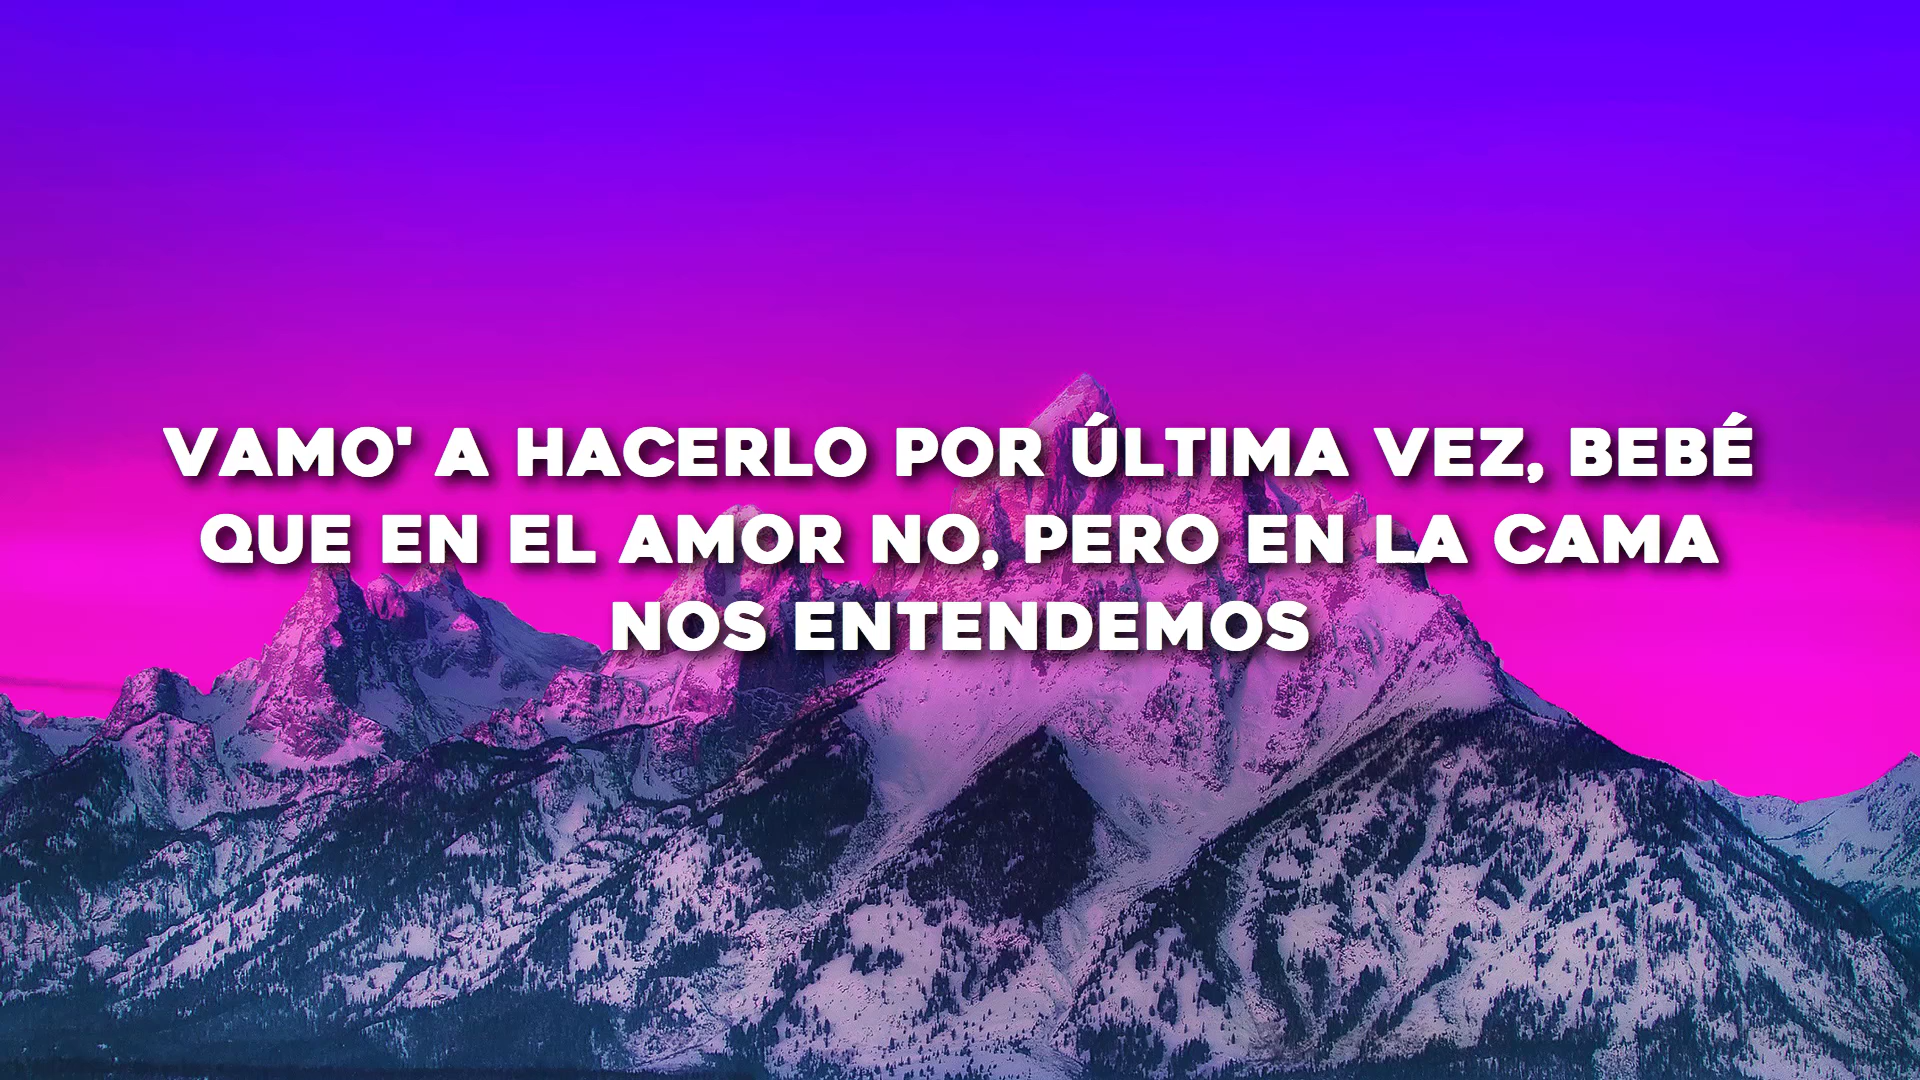 VAMO' A HACERLO POR ÚLTIMA VEZ, BEBÉ
QUE EN EL AMOR NO, PERO EN LA CAMA
NOS ENTENDEMOS